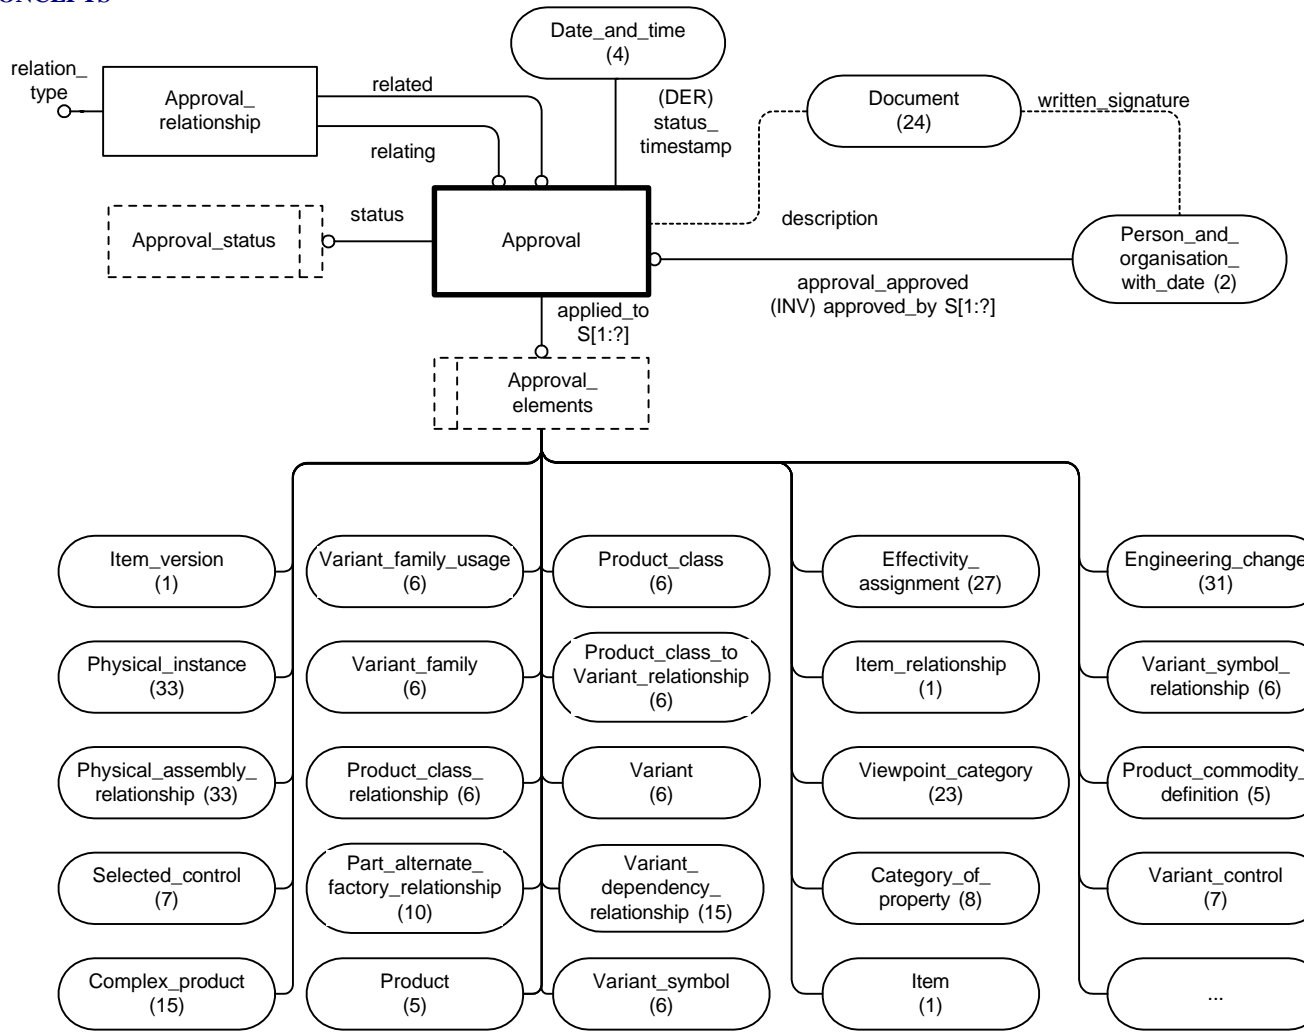 Date_and_time
(4)
relation_
type
Approval_
relationship
related
relating
(DER)
status_
timestamp
Document
(24)
written_signature
Approval_status
status
Approval
description
Person_and_
organisation_
with_date (2)
approval_approved
(INV) approved_by S[1:?]
applied_to
S[1:?]
Approval_
elements
Item_version
(1)
Variant_family_usage
(6)
Product_class
(6)
Effectivity_
assignment (27)
Engineering_change
(31)
Physical_instance
(33)
Variant_family
(6)
Product_class_to
Variant_relationship
(6)
Item_relationship
(1)
Variant_symbol_
relationship (6)
Physical_assembly_
relationship (33)
Product_class_
relationship (6)
Variant
(6)
Viewpoint_category
(23)
Product_commodity_
definition (5)
Selected_control
(7)
Part_alternate_
factory_relationship
(10)
Variant_
dependency_
relationship (15)
Category_of_
property (8)
Variant_control
(7)
Complex_product
(15)
Product
(5)
Variant_symbol
(6)
Item
(1)
...